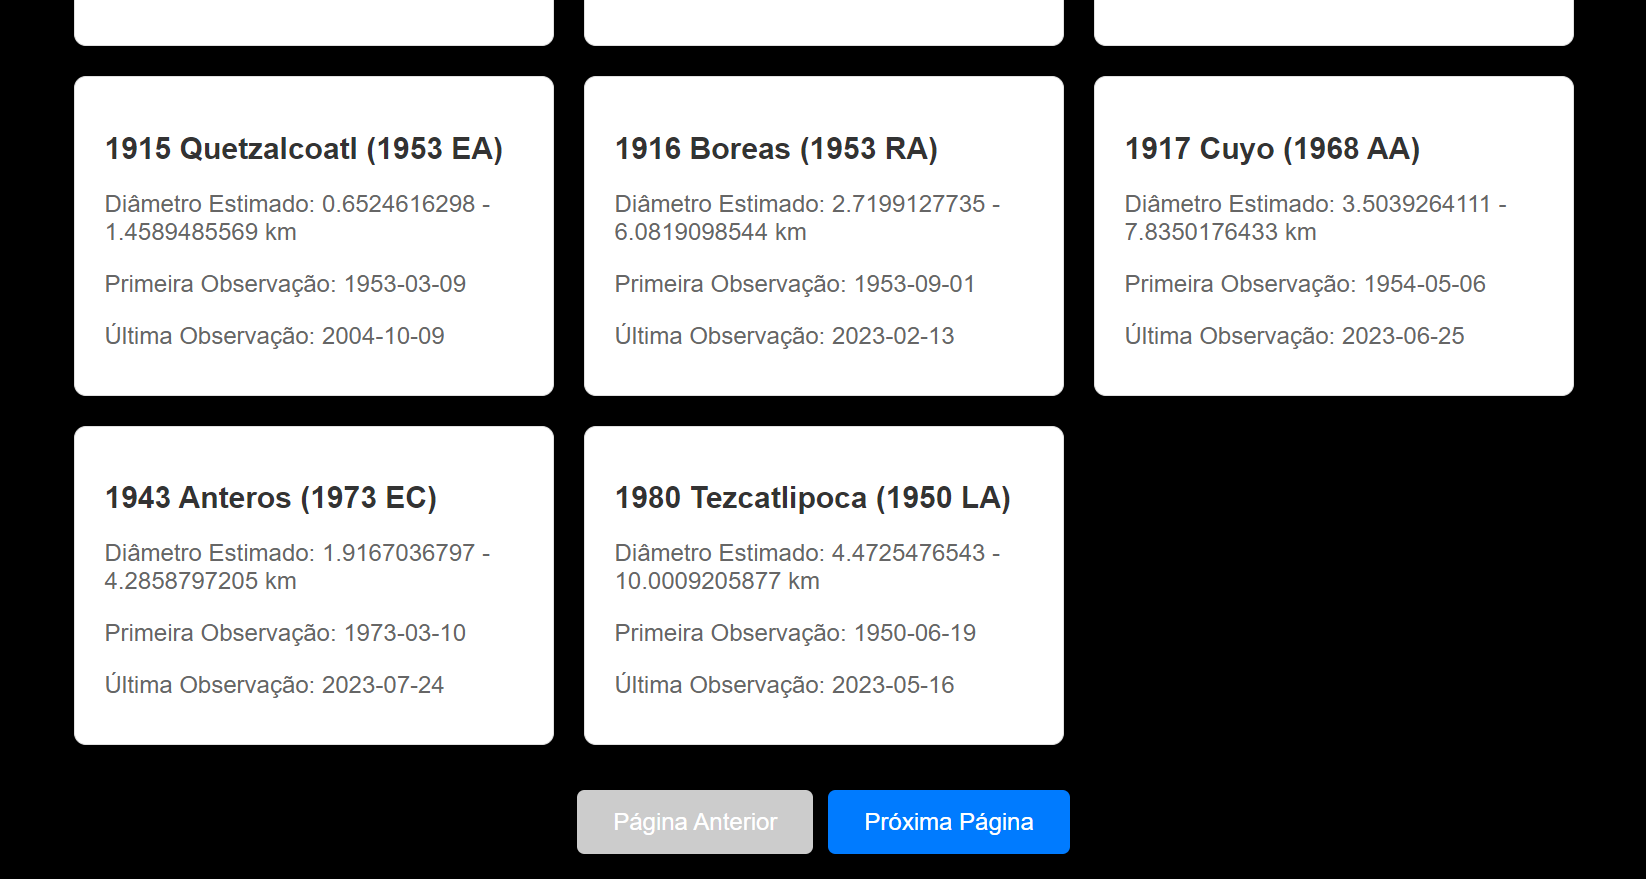 1915 Quetzalcoatl (1953 EA)
Diâmetro Estimado: 0.6524616298 -
1.4589485569 km
Primeira Observação: 1953-03-09
Última Observação: 2004-10-09
1916 Boreas (1953 RA)
Diâmetro Estimado: 2.7199127735 -
6.0819098544 km
Primeira Observação: 1953-09-01
Última Observação: 2023-02-13
1917 Cuyo (1968 AA)
Diâmetro Estimado: 3.5039264111 -
7.8350176433 km
Primeira Observação: 1954-05-06
Última Observação: 2023-06-25
1943 Anteros (1973 EC)
Diâmetro Estimado: 1.9167036797 -
4.2858797205 km
Primeira Observação: 1973-03-10
Última Observação: 2023-07-24
1980 Tezcatlipoca (1950 LA)
Diâmetro Estimado: 4.4725476543 -
10.0009205877 km
Primeira Observação: 1950-06-19
Última Observação: 2023-05-16
Página Anterior
Próxima Página